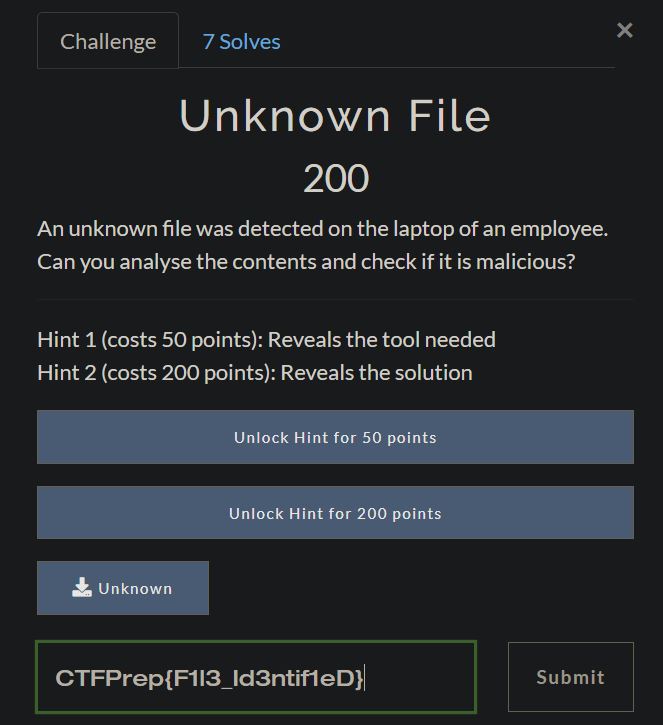 Challenge
7 Solves
×
Unknown File
200
An unknown file was detected on the laptop of an employee.
Can you analyse the contents and check if it is malicious?
Hint 1 (costs 50 points): Reveals the tool needed
Hint 2 (costs 200 points): Reveals the solution
Unlock Hint for 50 points
Unlock Hint for 200 points
Unknown
CTFPrep{F1l3_Id3ntif1eD}
Submit